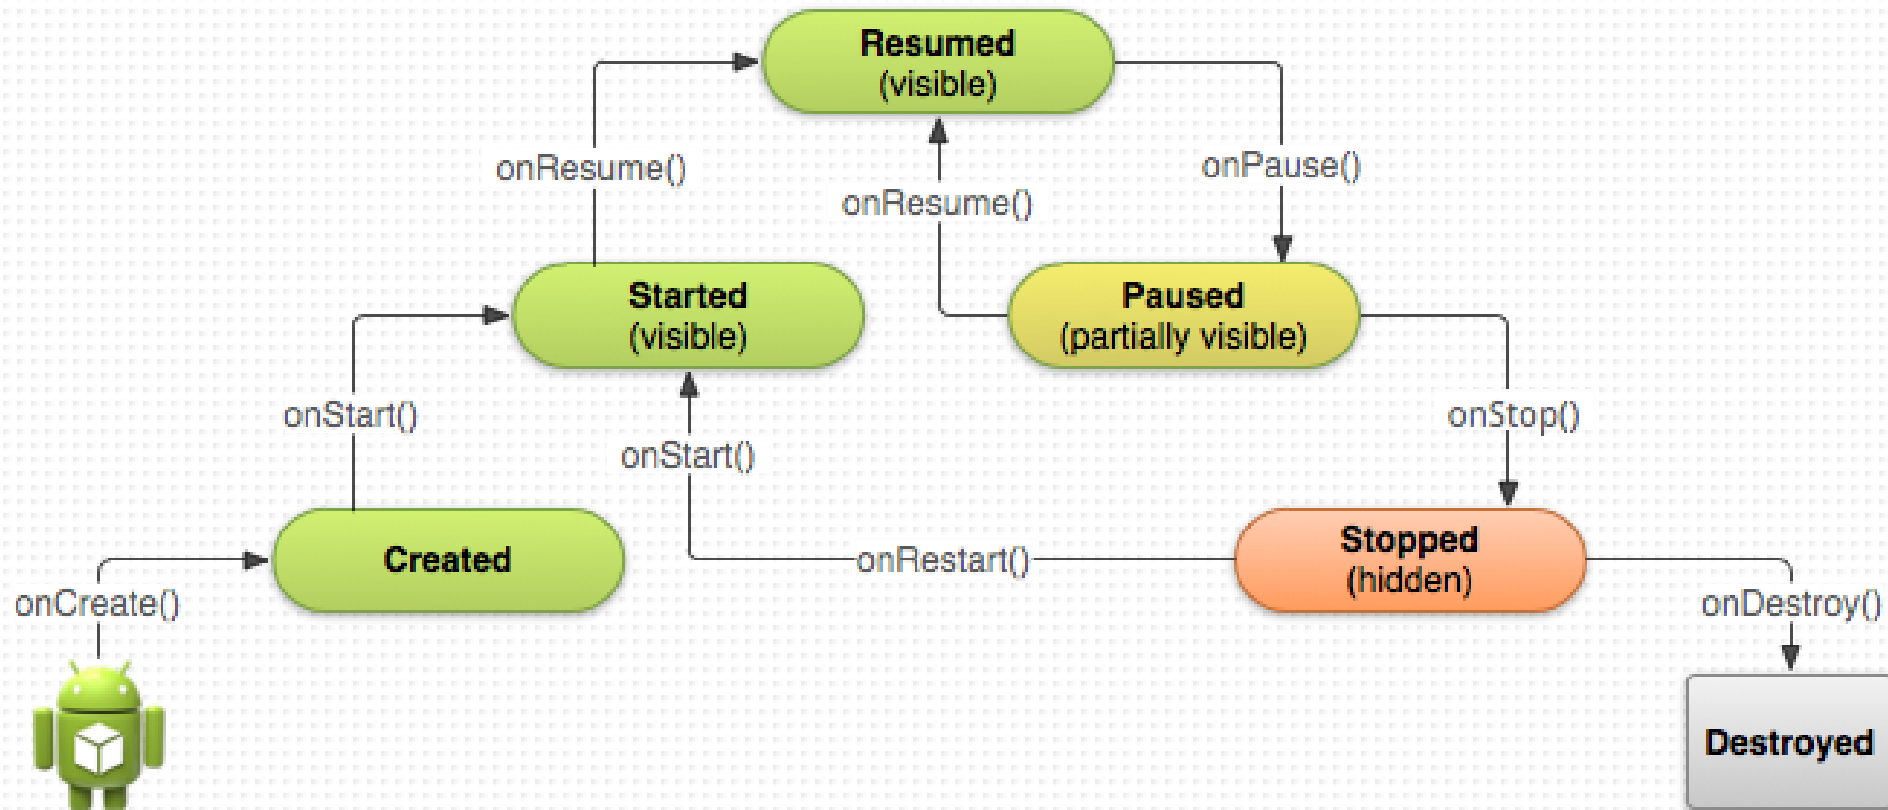 Resumed
(visible)
onResume()
onPause()
onResume()
Started
(visible)
Paused
(partially visible)
onStart()
onStop()
onStart()
Created
onRestart()
Stopped
(hidden)
onCreate()
onDestroy()
Destroyed